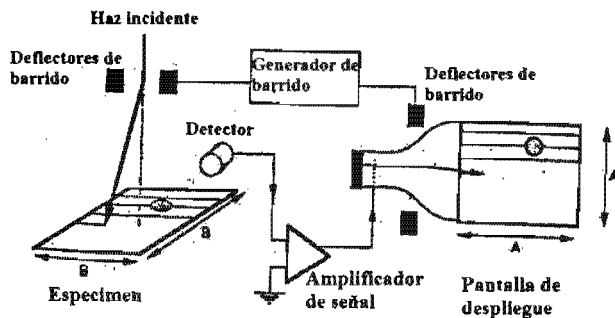 Haz incidente
Deflectores de
barrido
Generador de
barrido
Deflectores de
barrido
Detector
A
A
B
B
Especimen
Amplificador
de señal
Pantalla de
despliegue